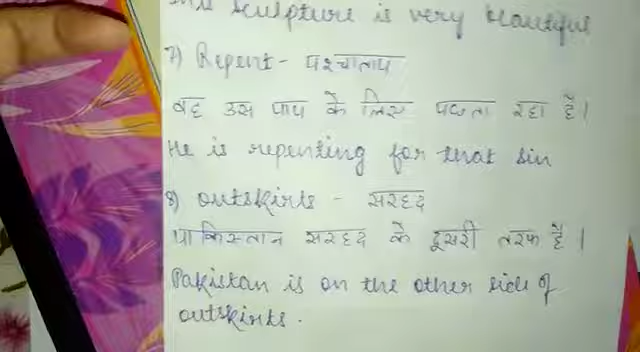 This sculpture is very beautiful
7) Repent - पश्चाताप
वह उस पाप के लिए पछता रहा है।
He is repenting for that sin
8) outskirts - सरहद
पाकिस्तान सरहद के दूसरी तरफ है।
Pakistan is on the other side of
outskirts.